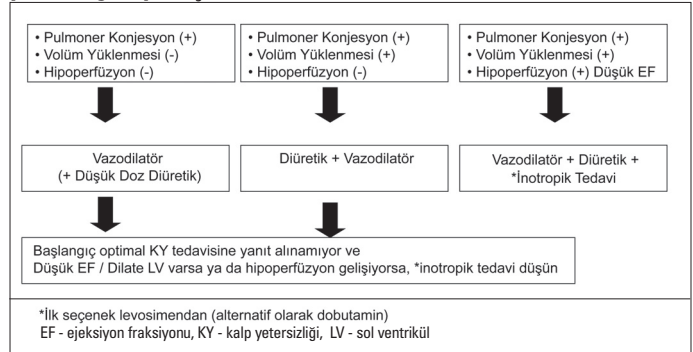 • Pulmoner Konjesyon (+)
• Volüm Yüklenmesi (-)
• Hipoperfüzyon (-)
• Pulmoner Konjesyon (+)
• Volüm Yüklenmesi (+)
• Hipoperfüzyon (-)
• Pulmoner Konjesyon (+)
• Volüm Yüklenmesi (+)
• Hipoperfüzyon (+) Düşük EF
Vazodilatör
(+ Düşük Doz Diüretik)
Diüretik + Vazodilatör
Vazodilatör + Diüretik +
*İnotropik Tedavi
Başlangıç optimal KY tedavisine yanıt alınamıyor ve
Düşük EF / Dilate LV varsa ya da hipoperfüzyon gelişiyorsa, *inotropik tedavi düşün
*İlk seçenek levosimendan (alternatif olarak dobutamin)
EF - ejeksiyon fraksiyonu, KY - kalp yetersizliği, LV - sol ventrikül